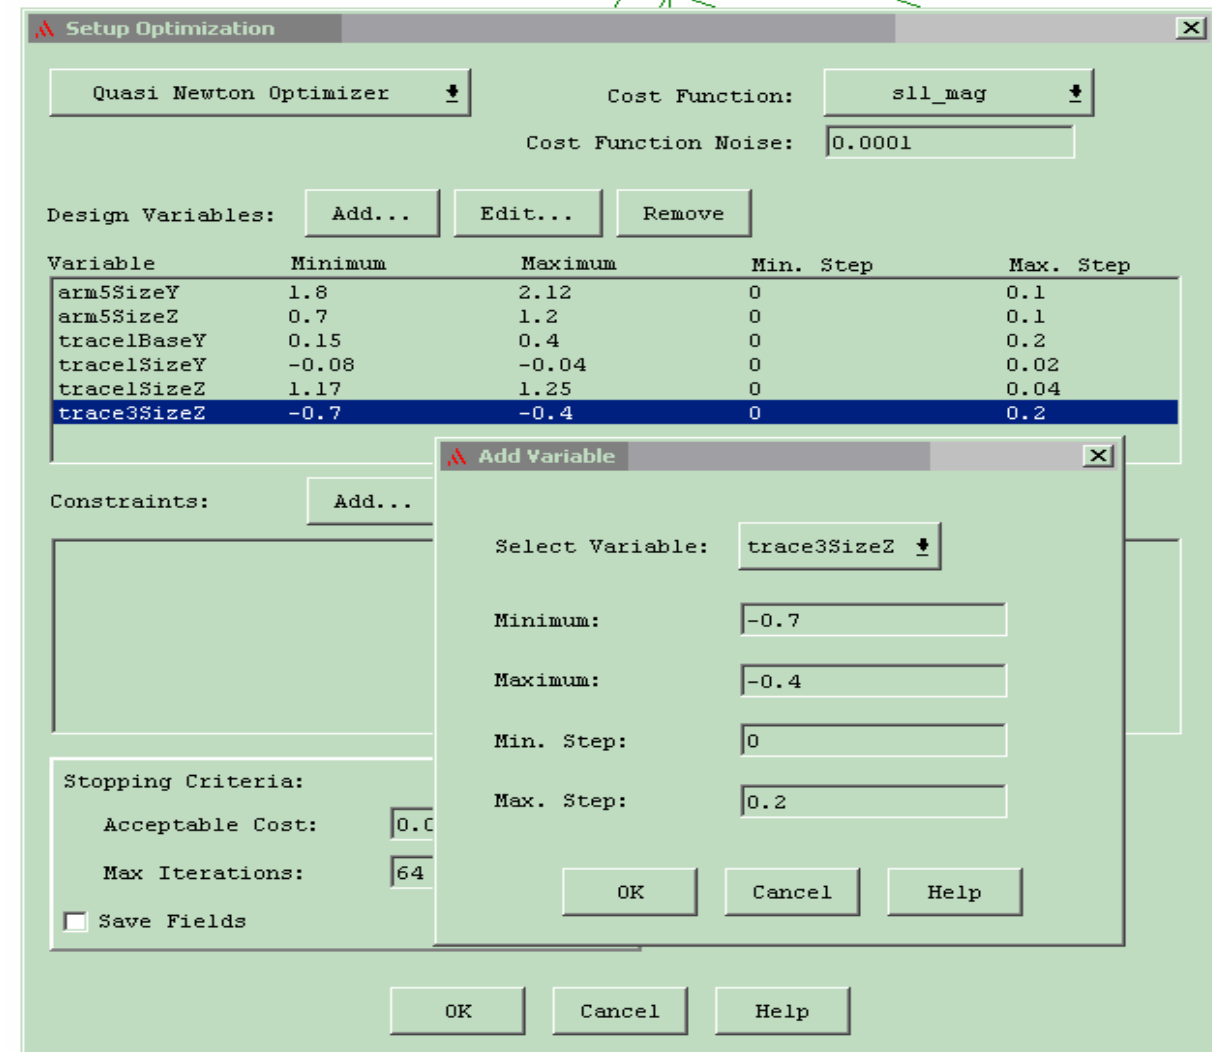 Setup Optimization
Quasi Newton Optimizer Cost Function: sll_mag
Cost Function Noise: 0.0001
Design Variables: Add... Edit... Remove
Variable Minimum Maximum Min. Step Max. Step
arm5SizeY 1.8 2.12 0 0.1
arm5SizeZ 0.7 1.2 0 0.1
trace1BaseY 0.15 0.4 0 0.2
trace1SizeY -0.08 -0.04 0 0.02
trace1SizeZ 1.17 1.25 0 0.04
trace3SizeZ -0.7 -0.4 0 0.2
Add Variable
Constraints: Add...
Select Variable: trace3SizeZ
Minimum: -0.7
Maximum: -0.4
Min. Step: 0
Max. Step: 0.2
OK Cancel Help
Stopping Criteria:
Acceptable Cost: 0.0
Max Iterations: 64
Save Fields
OK Cancel Help